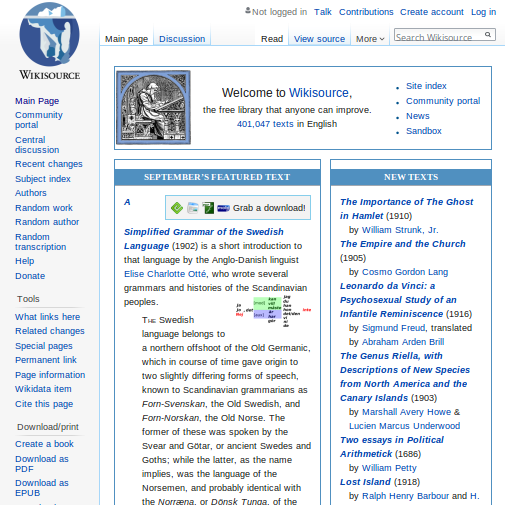 Not logged in Talk Contributions Create account Log in
Main page Discussion Read View source More Search Wikisource
WIKISOURCE
Main Page
Community
portal
Central
discussion
Recent changes
Subject index
Authors
Random work
Random author
Random
transcription
Help
Donate
Tools
What links here
Related changes
Special pages
Permanent link
Page information
Wikidata item
Cite this page
Download/print
Create a book
Download as
PDF
Download as
EPUB
Welcome to Wikisource,
the free library that anyone can improve.
401,047 texts in English
Site index
Community portal
News
Sandbox
SEPTEMBER'S FEATURED TEXT
Grab a download!
A
Simplified Grammar of the Swedish
Language (1902) is a short introduction to
that language by the Anglo-Danish linguist
Elise Charlotte Otté, who wrote several
grammars and histories of the Scandinavian
peoples.
The Swedish
language belongs to
a northern offshoot of the Old Germanic,
which in course of time gave origin to
two slightly differing forms of speech,
known to Scandinavian grammarians as
Forn-Svenskan, the Old Swedish, and
Forn-Norskan, the Old Norse. The
former of these was spoken by the
Svear and Götar, or ancient Swedes and
Goths; while the latter, as the name
implies, was the language of the
Norsemen, and probably identical with
the Norræna, or Dönsk Tunga, of the
NEW TEXTS
The Importance of The Ghost
in Hamlet (1910)
by William Strunk, Jr.
The Empire and the Church
(1905)
by Cosmo Gordon Lang
Leonardo da Vinci: a
Psychosexual Study of an
Infantile Reminiscence (1916)
by Sigmund Freud, translated
by Abraham Arden Brill
The Genus Riella, with
Descriptions of New Species
from North America and the
Canary Islands (1903)
by Marshall Avery Howe &
Lucien Marcus Underwood
Two essays in Political
Arithmetick (1686)
by William Petty
Lost Island (1918)
by Ralph Henry Barbour and H.